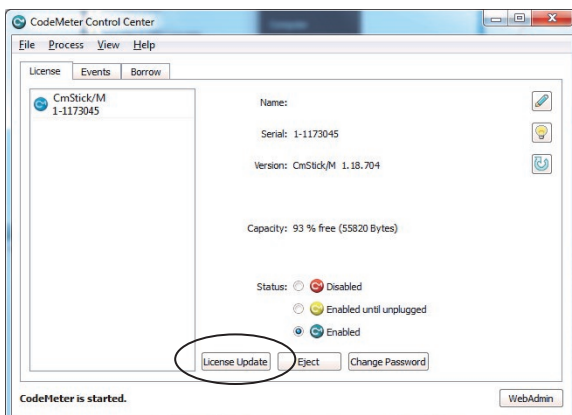 CodeMeter Control Center
File Process View Help
License Events Borrow
CmStick/M
1-1173045
Name:
Serial: 1-1173045
Version: CmStick/M 1.18.704
Capacity: 93 % free (55820 Bytes)
Status: Disabled
Enabled until unplugged
Enabled
License Update Eject Change Password
CodeMeter is started. WebAdmin